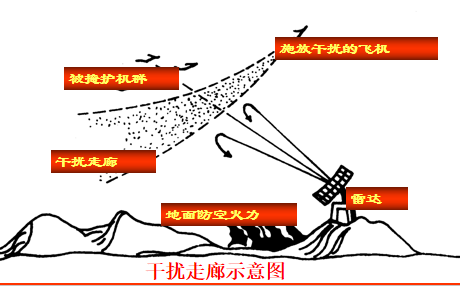 施放干扰的飞机
被掩护机群
干扰走廊
雷达
地面防空火力
干扰走廊示意图